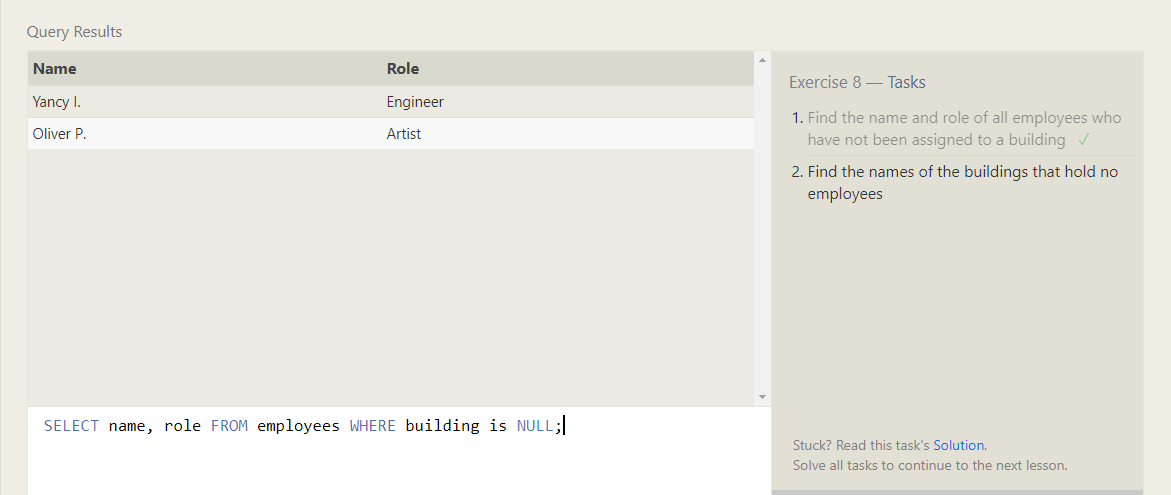 Query Results
Name Role
Yancy I. Engineer
Oliver P. Artist
SELECT name, role FROM employees WHERE building is NULL;
Exercise 8 — Tasks
1. Find the name and role of all employees who
have not been assigned to a building ✓
2. Find the names of the buildings that hold no
employees
Stuck? Read this task's Solution.
Solve all tasks to continue to the next lesson.